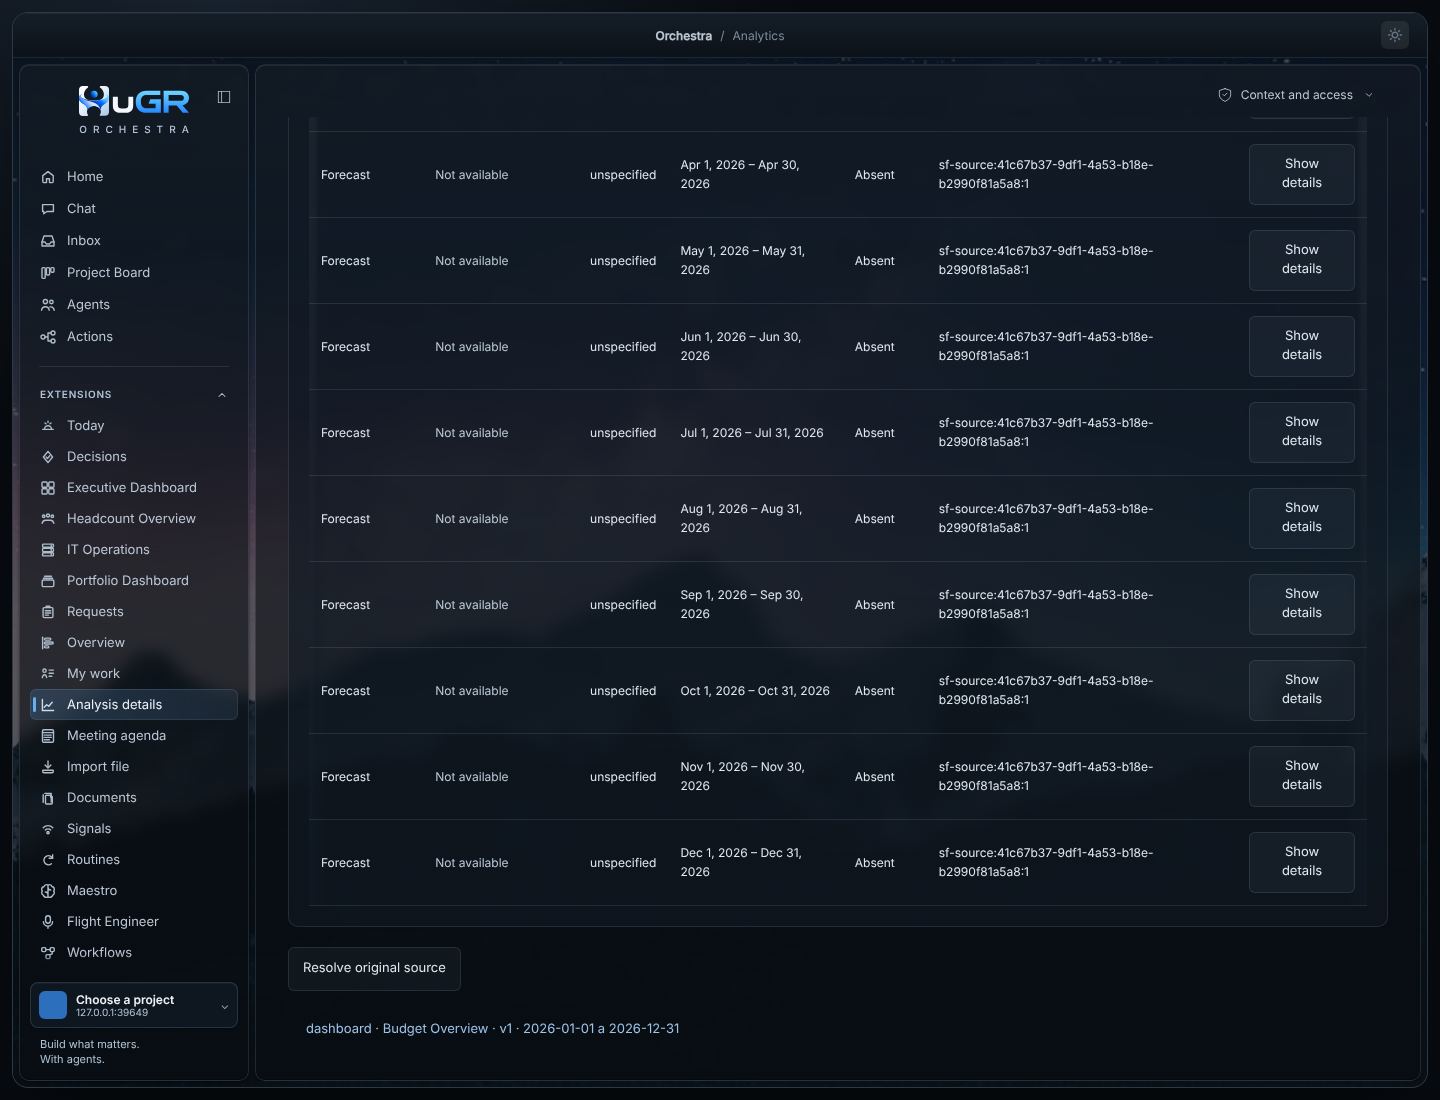 Orchestra / Analytics
HuGR
ORCHESTRA
Context and access
Home
Chat
Inbox
Project Board
Agents
Actions
EXTENSIONS
Today
Decisions
Executive Dashboard
Headcount Overview
IT Operations
Portfolio Dashboard
Requests
Overview
My work
Analysis details
Meeting agenda
Import file
Documents
Signals
Routines
Maestro
Flight Engineer
Workflows
Choose a project
127.0.0.1:39649
Build what matters.
With agents.
Forecast Not available unspecified Apr 1, 2026 – Apr 30, 2026 Absent sf-source:41c67b37-9df1-4a53-b18e-b2990f81a5a8:1 Show details
Forecast Not available unspecified May 1, 2026 – May 31, 2026 Absent sf-source:41c67b37-9df1-4a53-b18e-b2990f81a5a8:1 Show details
Forecast Not available unspecified Jun 1, 2026 – Jun 30, 2026 Absent sf-source:41c67b37-9df1-4a53-b18e-b2990f81a5a8:1 Show details
Forecast Not available unspecified Jul 1, 2026 – Jul 31, 2026 Absent sf-source:41c67b37-9df1-4a53-b18e-b2990f81a5a8:1 Show details
Forecast Not available unspecified Aug 1, 2026 – Aug 31, 2026 Absent sf-source:41c67b37-9df1-4a53-b18e-b2990f81a5a8:1 Show details
Forecast Not available unspecified Sep 1, 2026 – Sep 30, 2026 Absent sf-source:41c67b37-9df1-4a53-b18e-b2990f81a5a8:1 Show details
Forecast Not available unspecified Oct 1, 2026 – Oct 31, 2026 Absent sf-source:41c67b37-9df1-4a53-b18e-b2990f81a5a8:1 Show details
Forecast Not available unspecified Nov 1, 2026 – Nov 30, 2026 Absent sf-source:41c67b37-9df1-4a53-b18e-b2990f81a5a8:1 Show details
Forecast Not available unspecified Dec 1, 2026 – Dec 31, 2026 Absent sf-source:41c67b37-9df1-4a53-b18e-b2990f81a5a8:1 Show details
Resolve original source
dashboard · Budget Overview · v1 · 2026-01-01 a 2026-12-31